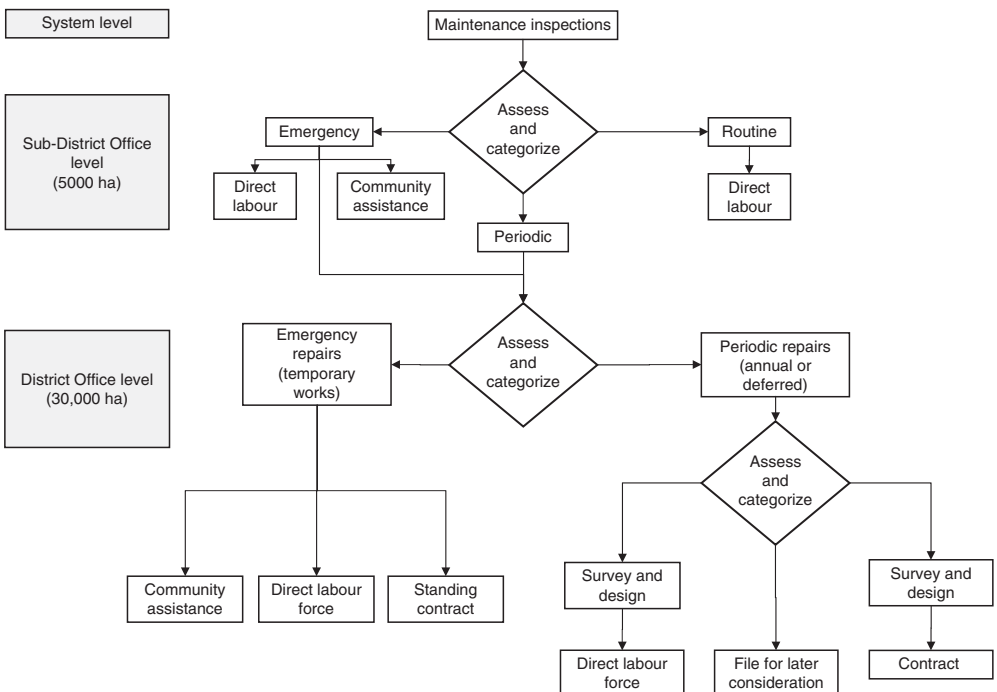 System level
Maintenance inspections
Sub-District Office
level
(5000 ha)
Assess
and
categorize
Emergency
Routine
Direct
labour
Community
assistance
Direct
labour
Periodic
District Office level
(30,000 ha)
Emergency
repairs
(temporary
works)
Assess
and
categorize
Periodic repairs
(annual or
deferred)
Assess
and
categorize
Community
assistance
Direct labour
force
Standing
contract
Survey and
design
Survey and
design
Direct labour
force
File for later
consideration
Contract